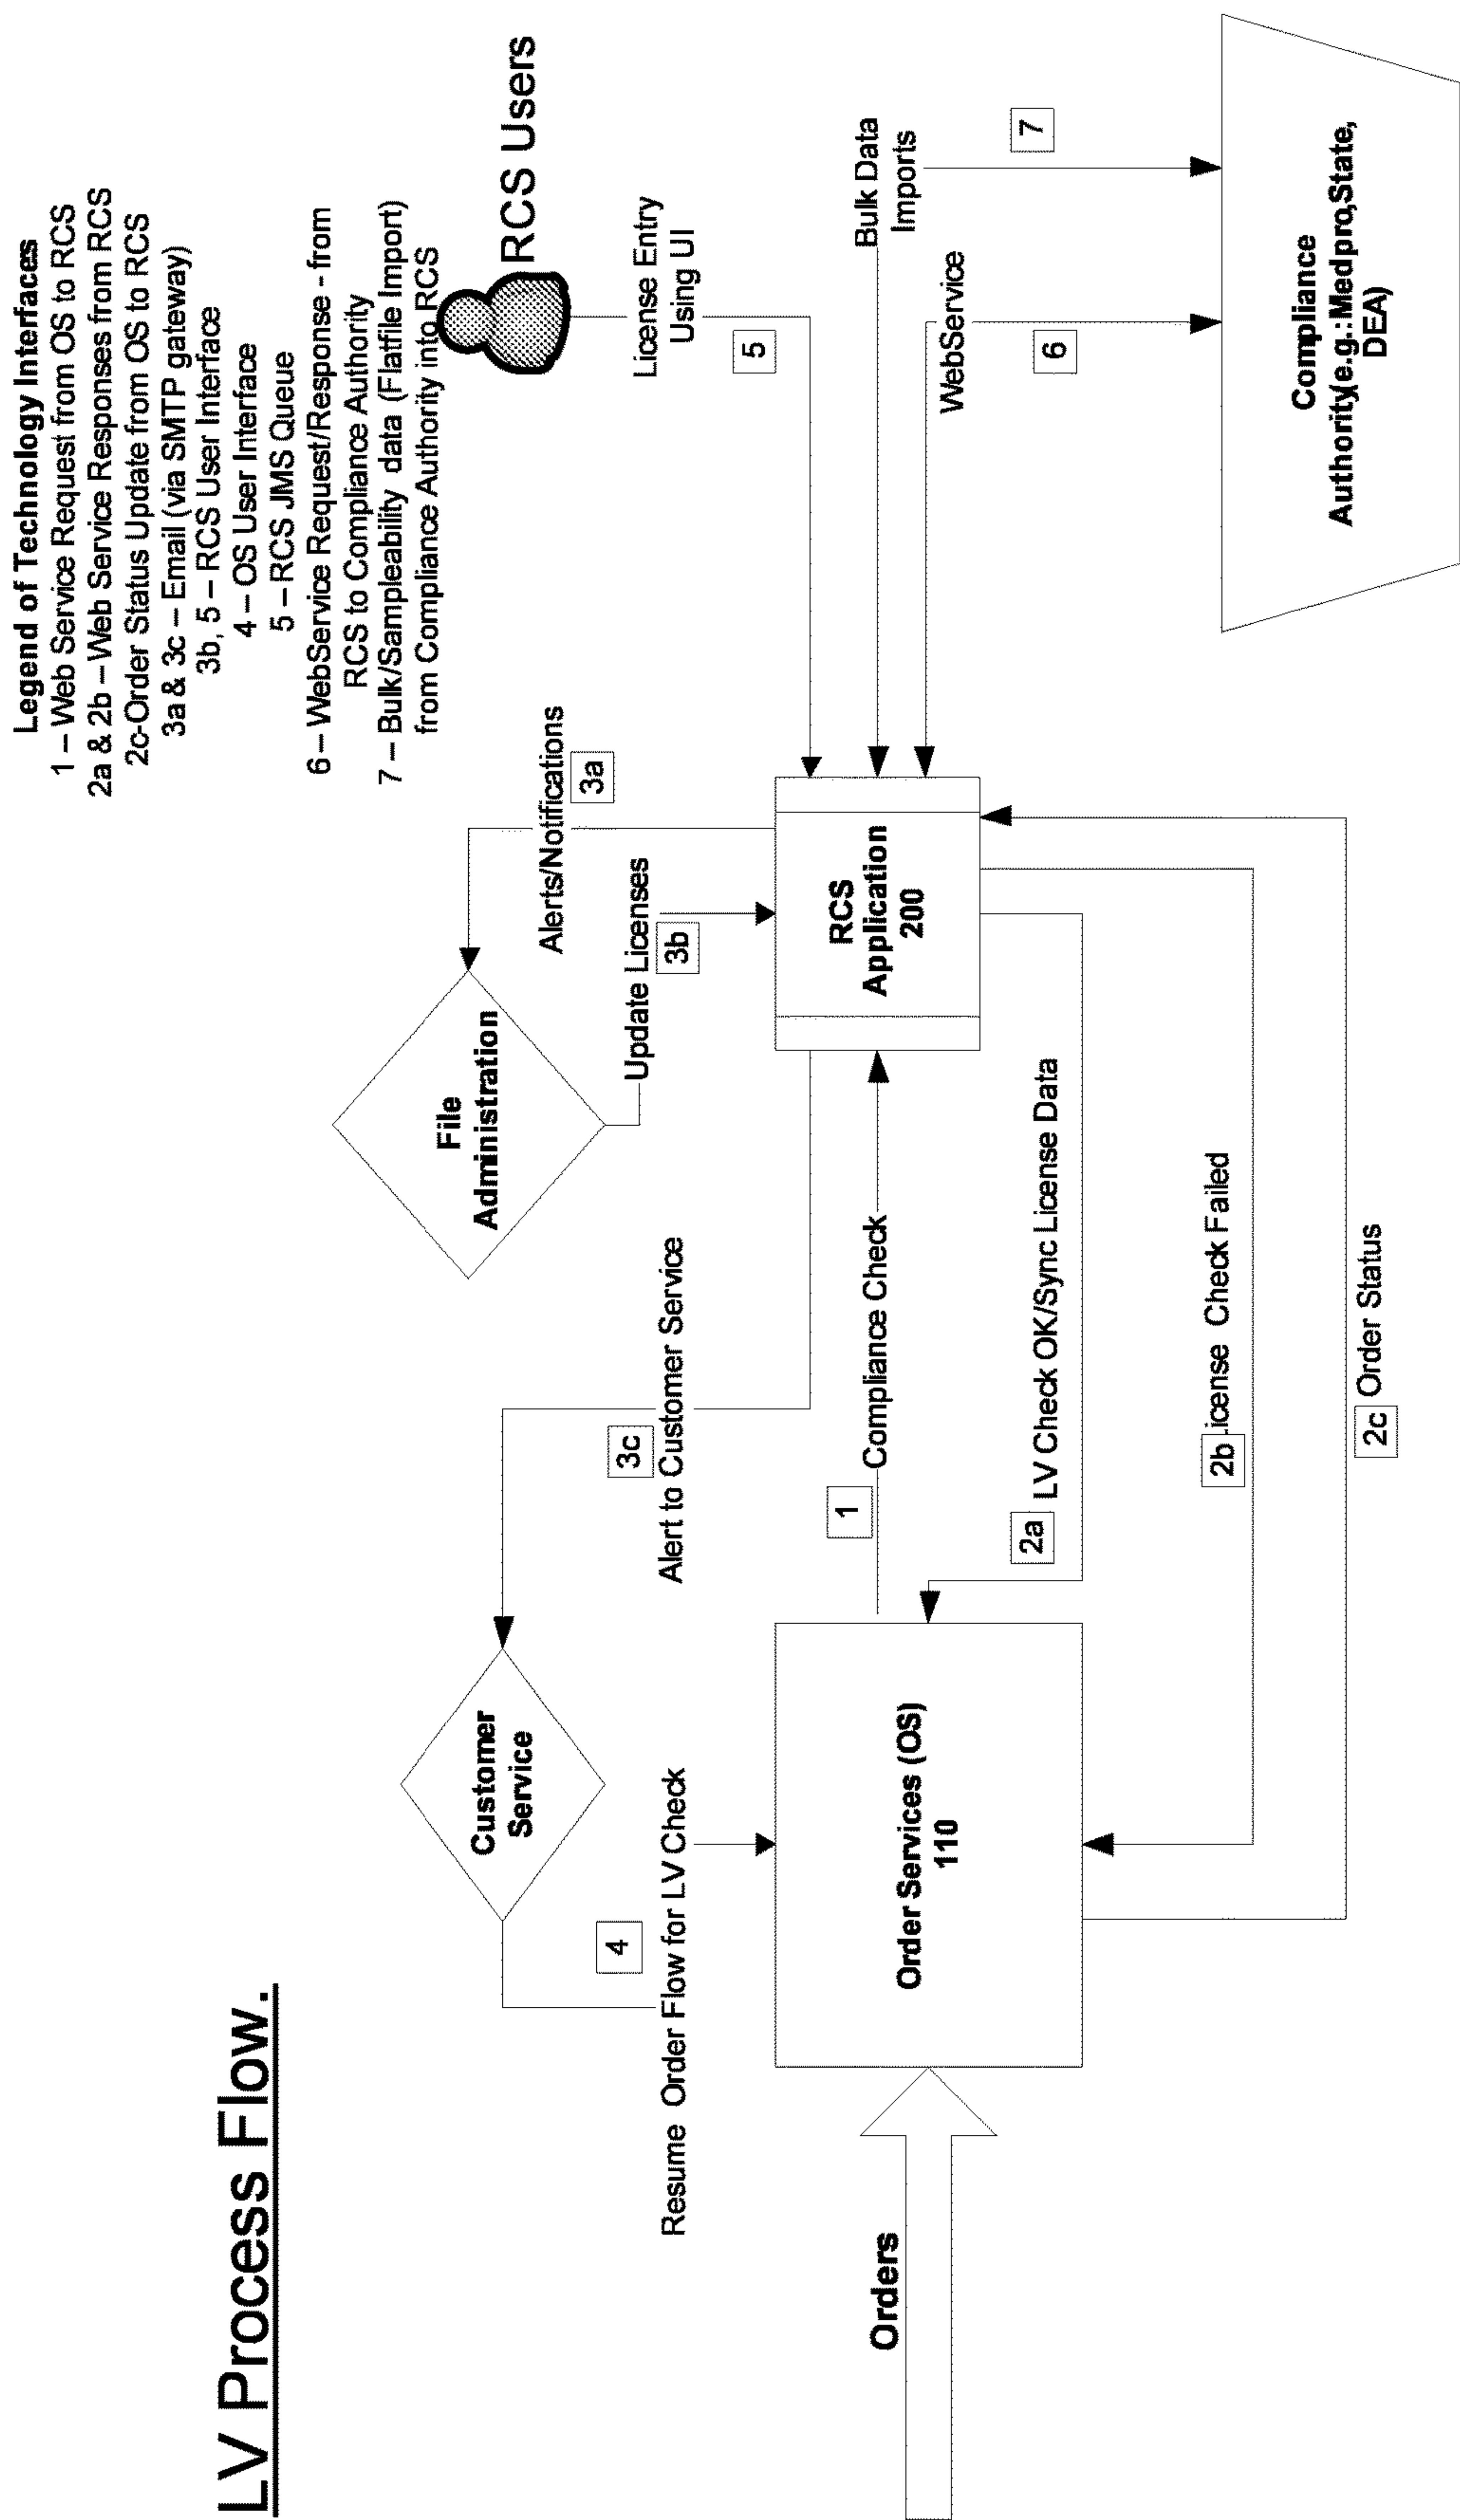 LV Process Flow.
Legend of Technology Interfaces
1 – Web Service Request from OS to RCS
2a & 2b – Web Service Responses from RCS
2c-Order Status Update from OS to RCS
3a & 3c – Email (via SMTP gateway)
3b, 5 – RCS User Interface
4 – OS User Interface
5 – RCS JMS Queue
6 – WebService Request/Response - from
RCS to Compliance Authority
7 – Bulk/Sampleability data (Flatfile Import)
from Compliance Authority into RCS
RCS Users
Customer
Service
File
Administration
Alerts/Notifications
3a
Update Licenses
3b
3c
Alert to Customer Service
4
Resume Order Flow for LV Check
License Entry
Using UI
5
Orders
Order Services (OS)
110
1
Compliance Check
RCS
Application
200
Bulk Data
Imports
7
WebService
6
2a
LV Check OK/Sync License Data
2b
.icense Check Failed
2c
Order Status
Compliance
Authority(e.g.:Medpro,State,
DEA)